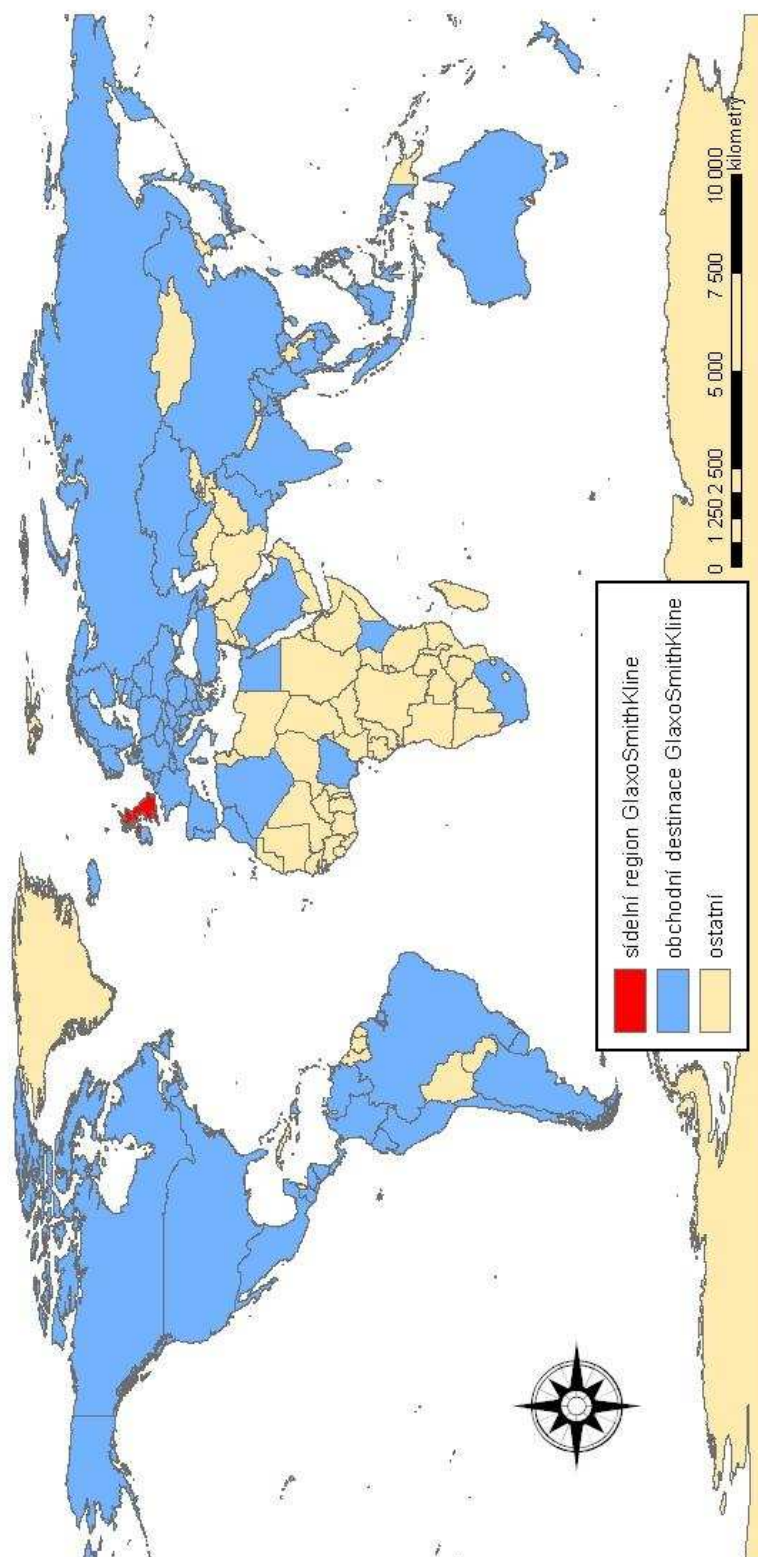 sídelní region GlaxoSmithKline
obchodní destinace GlaxoSmithKline
ostatní
0 1 250 2 500 5 000 7 500 10 000
kilometry